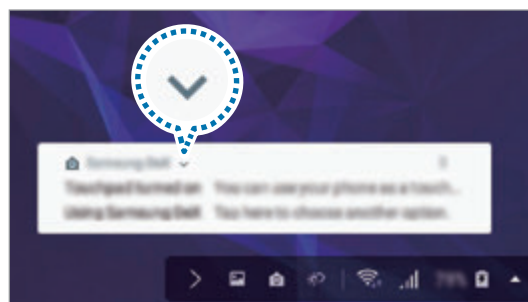 Samsung DeX
Touchpad turned on You can use your phone as a touch...
Using Samsung DeX Tap here to choose another option.